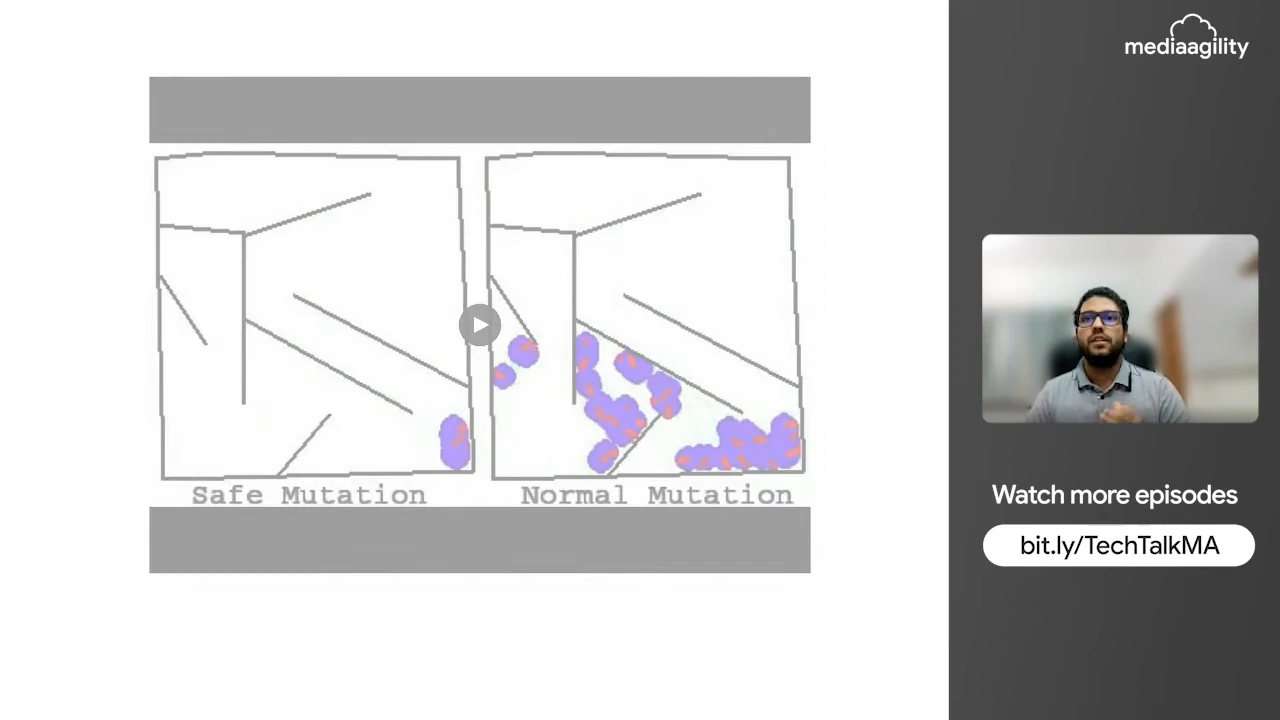 mediaagility
Safe Mutation
Normal Mutation
Watch more episodes
bit.ly/TechTalkMA